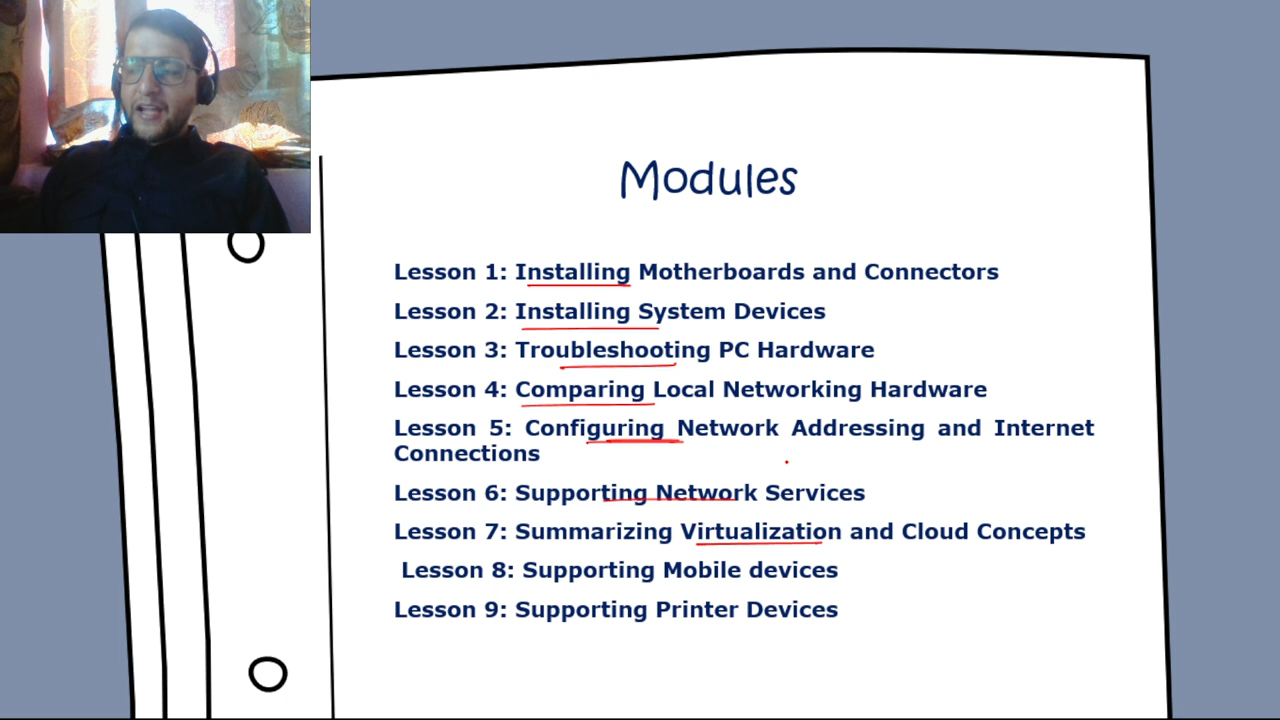 Modules
Lesson 1: Installing Motherboards and Connectors
Lesson 2: Installing System Devices
Lesson 3: Troubleshooting PC Hardware
Lesson 4: Comparing Local Networking Hardware
Lesson 5: Configuring Network Addressing and Internet
Connections
Lesson 6: Supporting Network Services
Lesson 7: Summarizing Virtualization and Cloud Concepts
Lesson 8: Supporting Mobile devices
Lesson 9: Supporting Printer Devices